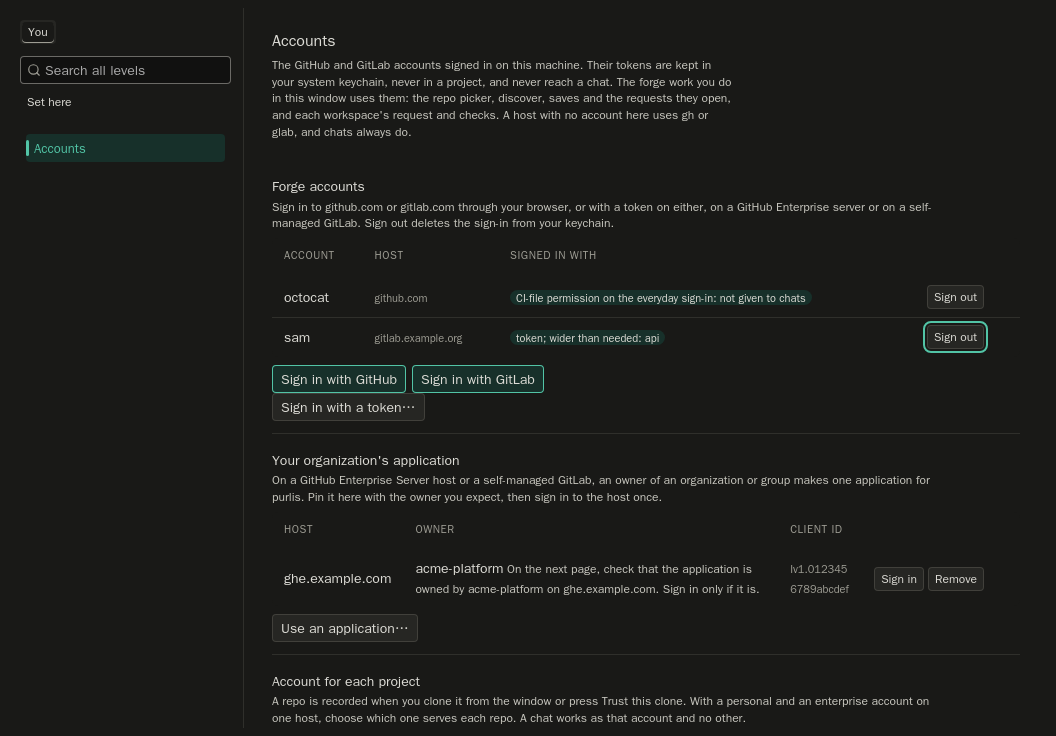 You
Search all levels
Set here
Accounts
Accounts
The GitHub and GitLab accounts signed in on this machine. Their tokens are kept in
your system keychain, never in a project, and never reach a chat. The forge work you do
in this window uses them: the repo picker, discover, saves and the requests they open,
and each workspace's request and checks. A host with no account here uses gh or
glab, and chats always do.
Forge accounts
Sign in to github.com or gitlab.com through your browser, or with a token on either, on a GitHub Enterprise server or on a self-
managed GitLab. Sign out deletes the sign-in from your keychain.
ACCOUNT HOST SIGNED IN WITH
octocat github.com CI-file permission on the everyday sign-in: not given to chats Sign out
sam gitlab.example.org token; wider than needed: api Sign out
Sign in with GitHub Sign in with GitLab
Sign in with a token···
Your organization's application
On a GitHub Enterprise Server host or a self-managed GitLab, an owner of an organization or group makes one application for
purlis. Pin it here with the owner you expect, then sign in to the host once.
HOST OWNER CLIENT ID
ghe.example.com acme-platform On the next page, check that the application is
owned by acme-platform on ghe.example.com. Sign in only if it is.
Iv1.012345
6789abcdef
Sign in Remove
Use an application···
Account for each project
A repo is recorded when you clone it from the window or press Trust this clone. With a personal and an enterprise account on
one host, choose which one serves each repo. A chat works as that account and no other.